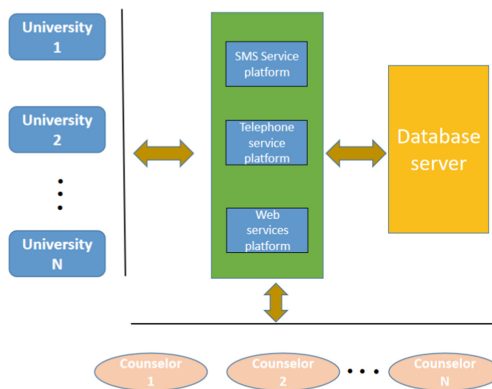 University
1
University
2
University
N
SMS Service
platform
Telephone
service
platform
Web
services
platform
Database
server
Counselor
1
Counselor
2
Counselor
N